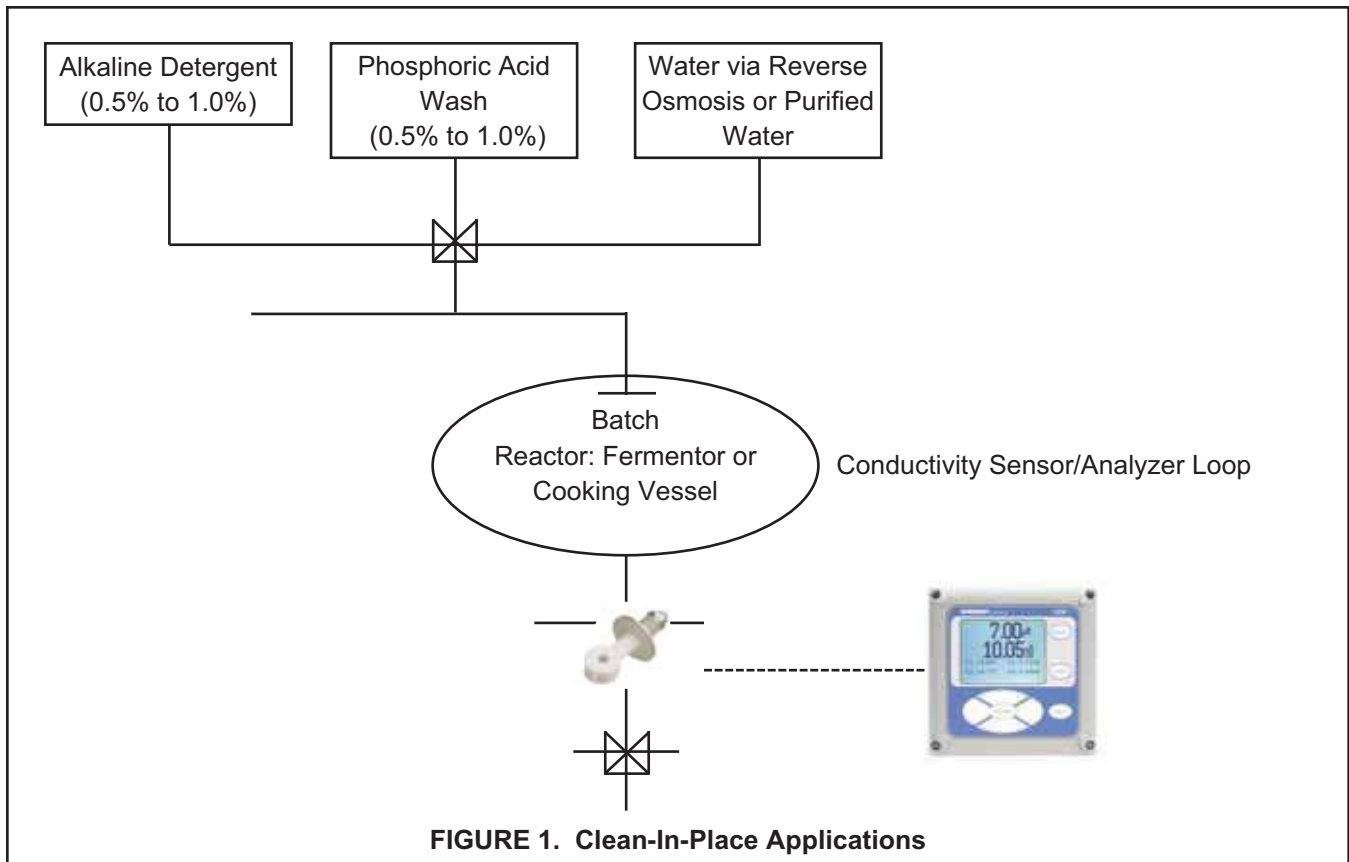 Alkaline Detergent
(0.5% to 1.0%)
Phosphoric Acid
Wash
(0.5% to 1.0%)
Water via Reverse
Osmosis or Purified
Water
Batch
Reactor: Fermentor or
Cooking Vessel
Conductivity Sensor/Analyzer Loop
7.00
10.05
FIGURE 1. Clean-In-Place Applications